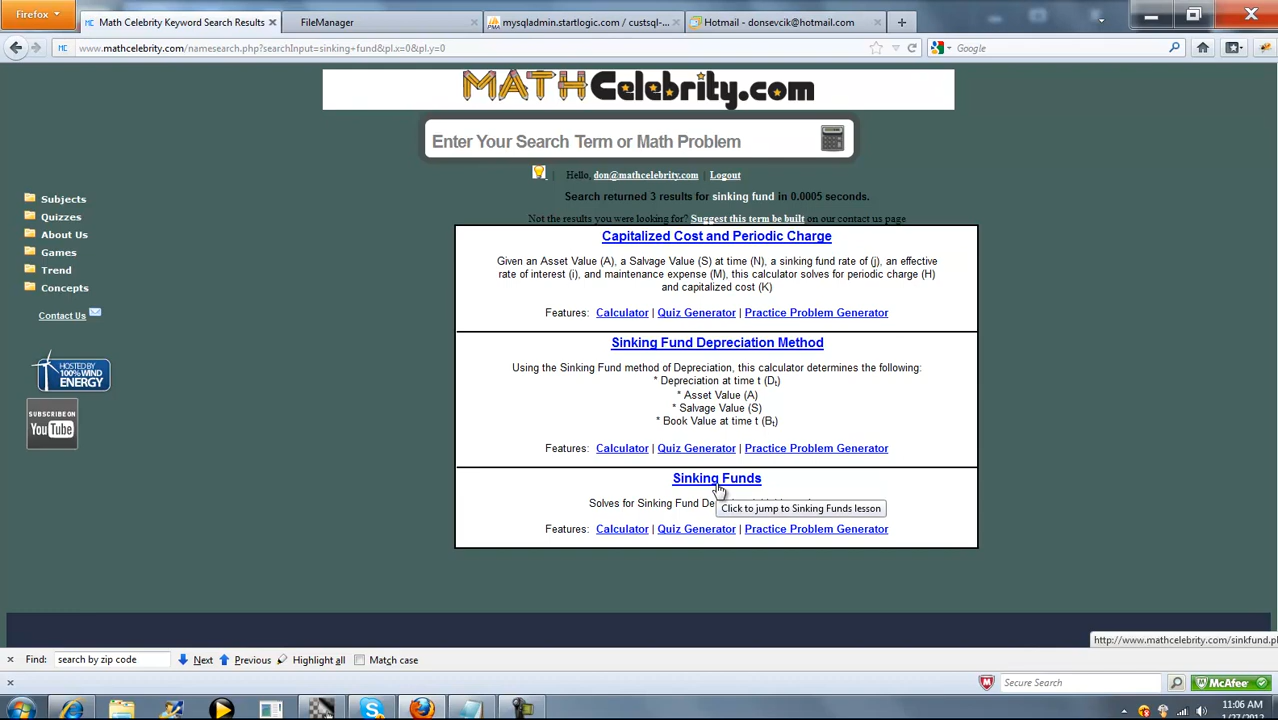 Firefox
Math Celebrity Keyword Search Results
FileManager
mysqladmin.startlogic.com / custsql-...
Hotmail - donsevcik@hotmail.com
MC www.mathcelebrity.com/namesearch.php?searchInput=sinking+fund&pl.x=0&pl.y=0
Google
MATHCelebrity.com
Enter Your Search Term or Math Problem
| Hello, don@mathcelebrity.com | Logout
Search returned 3 results for sinking fund in 0.0005 seconds.
Not the results you were looking for? Suggest this term be built on our contact us page
Subjects
Quizzes
About Us
Games
Trend
Concepts
Contact Us
HOSTED BY
100% WIND
ENERGY
SUBSCRIBE ON
YouTube
Capitalized Cost and Periodic Charge
Given an Asset Value (A), a Salvage Value (S) at time (N), a sinking fund rate of (j), an effective
rate of interest (i), and maintenance expense (M), this calculator solves for periodic charge (H)
and capitalized cost (K)
Features: Calculator | Quiz Generator | Practice Problem Generator
Sinking Fund Depreciation Method
Using the Sinking Fund method of Depreciation, this calculator determines the following:
* Depreciation at time t (Dt)
* Asset Value (A)
* Salvage Value (S)
* Book Value at time t (Bt)
Features: Calculator | Quiz Generator | Practice Problem Generator
Sinking Funds
Solves for Sinking Fund De
Click to jump to Sinking Funds lesson
Features: Calculator | Quiz Generator | Practice Problem Generator
http://www.mathcelebrity.com/sinkfund.p
Find: search by zip code Next Previous Highlight all Match case
Secure Search
McAfee
11:06 AM
1/27/2012